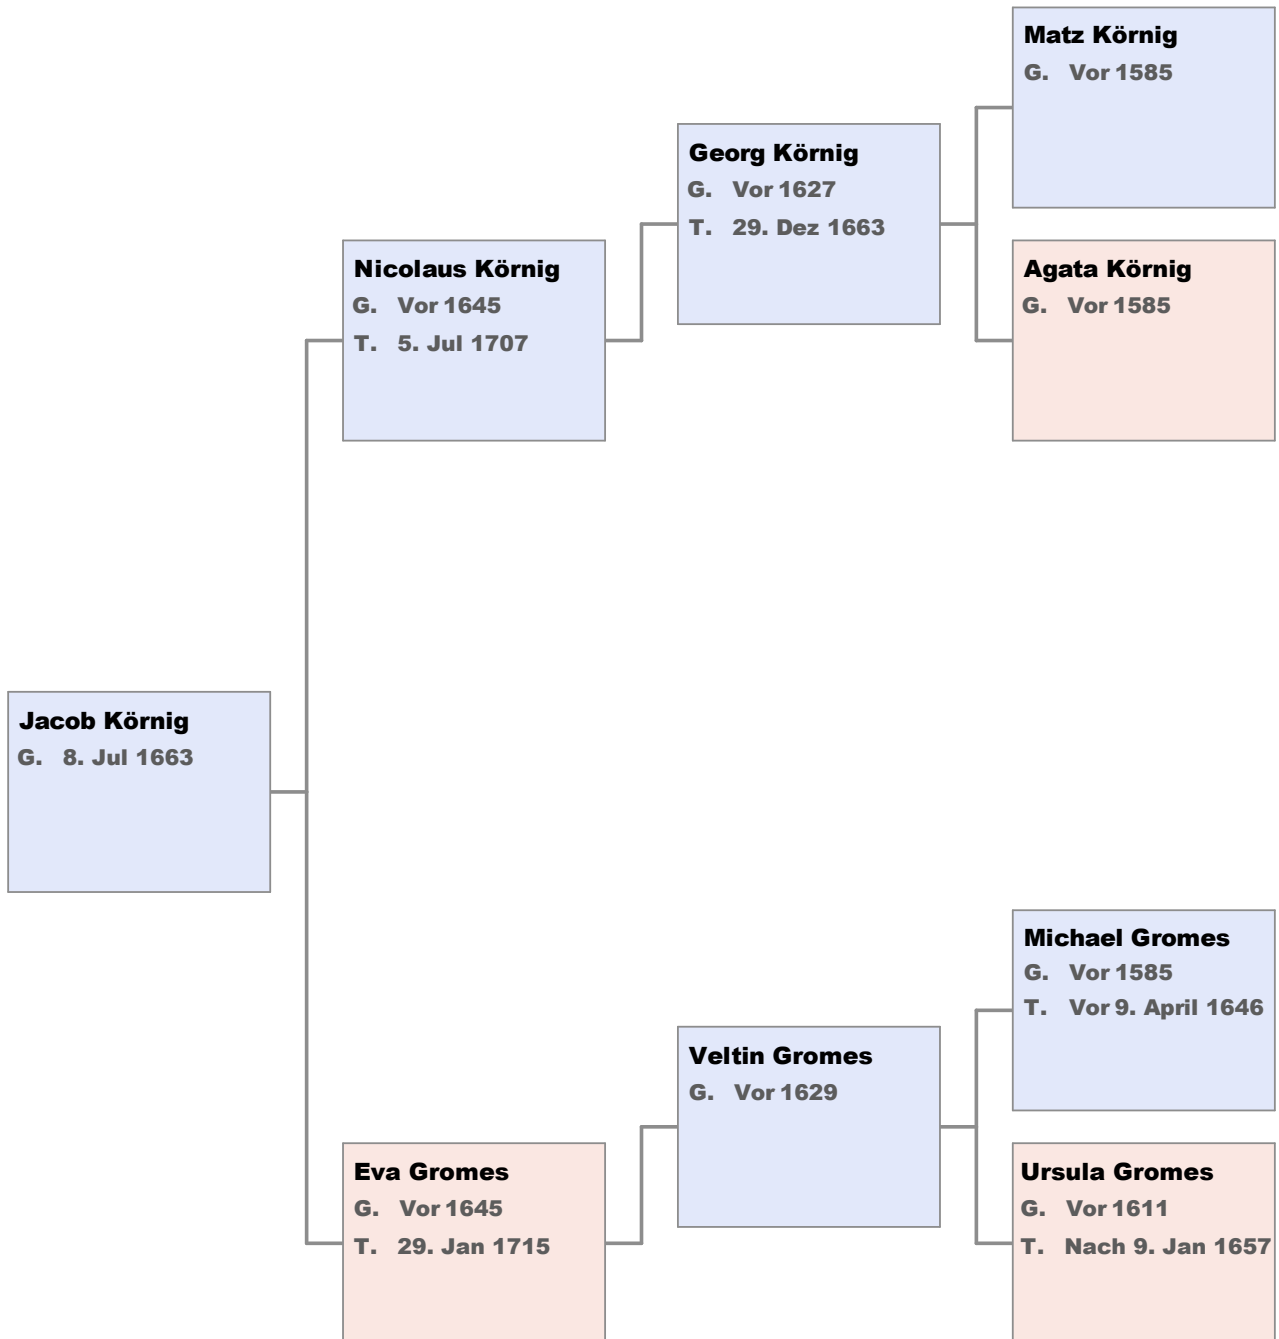 Matz Körnig
G. Vor 1585
Georg Körnig
G. Vor 1627
T. 29. Dez 1663
Agata Körnig
G. Vor 1585
Nicolaus Körnig
G. Vor 1645
T. 5. Jul 1707
Jacob Körnig
G. 8. Jul 1663
Michael Gromes
G. Vor 1585
T. Vor 9. April 1646
Veltin Gromes
G. Vor 1629
Eva Gromes
G. Vor 1645
T. 29. Jan 1715
Ursula Gromes
G. Vor 1611
T. Nach 9. Jan 1657